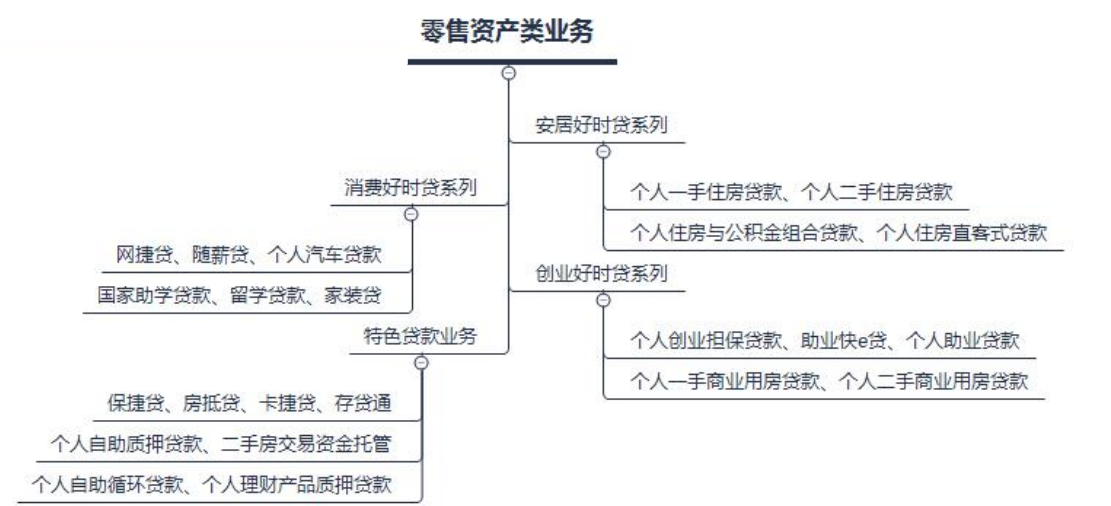 零售资产类业务
安居好时贷系列
个人一手住房贷款、个人二手住房贷款
个人住房与公积金组合贷款、个人住房直客式贷款
消费好时贷系列
网捷贷、随薪贷、个人汽车贷款
国家助学贷款、留学贷款、家装贷
创业好时贷系列
个人创业担保贷款、助业快e贷、个人助业贷款
个人一手商业用房贷款、个人二手商业用房贷款
特色贷款业务
保捷贷、房抵贷、卡捷贷、存贷通
个人自助质押贷款、二手房交易资金托管
个人自助循环贷款、个人理财产品质押贷款